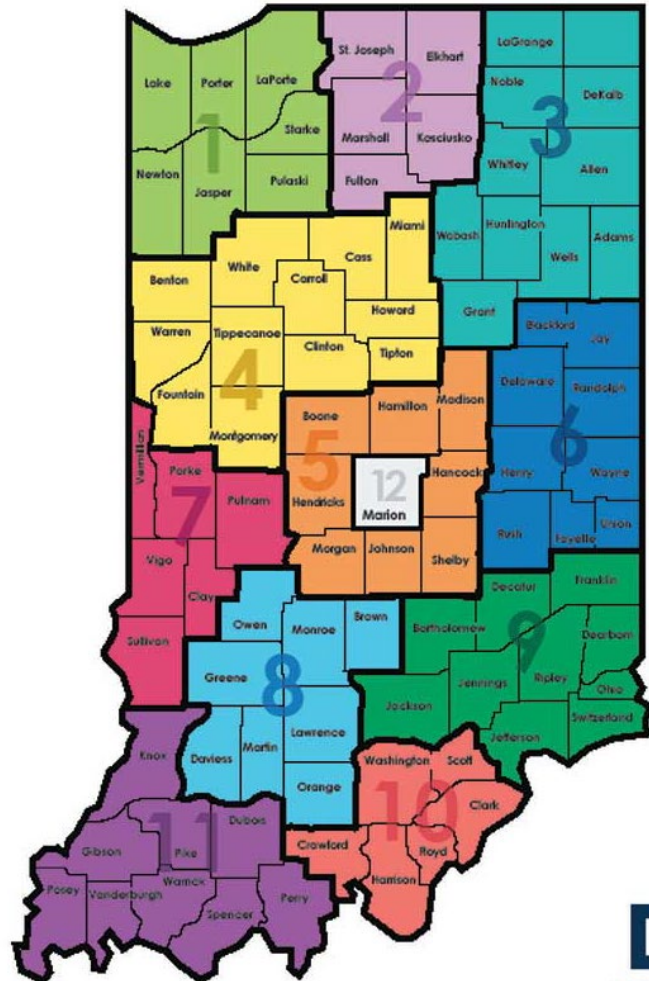 St. Joseph
Elkhart
LaGrange
Lake
Porter
LaPorte
2
Noble
DeKalb
1
Starke
Marshall
Kosciusko
3
Newton
Jasper
Pulaski
Fulton
Whitley
Allen
Miami
Wabash
Huntington
Adams
White
Cass
Wells
Benton
Carroll
Howard
Grant
Warren
Tippecanoe
Clinton
Tipton
Blackford
Jay
4
Fountain
Montgomery
Boone
Hamilton
Madison
Delaware
Randolph
6
Vermillion
Parke
5
Hancock
Henry
Wayne
7
Putnam
Hendricks
12
Marion
Rush
Fayette
Union
Vigo
Clay
Morgan
Johnson
Shelby
Decatur
Franklin
Sullivan
Owen
Monroe
Brown
Bartholomew
9
Dearborn
Greene
8
Jennings
Ripley
Ohio
Jackson
Switzerland
Lawrence
Jefferson
Knox
Daviess
Martin
Washington
Scott
Orange
Clark
11
Dubois
10
Gibson
Pike
Crawford
Royd
Posey
Vanderburgh
Harrison
Spencer
Perry